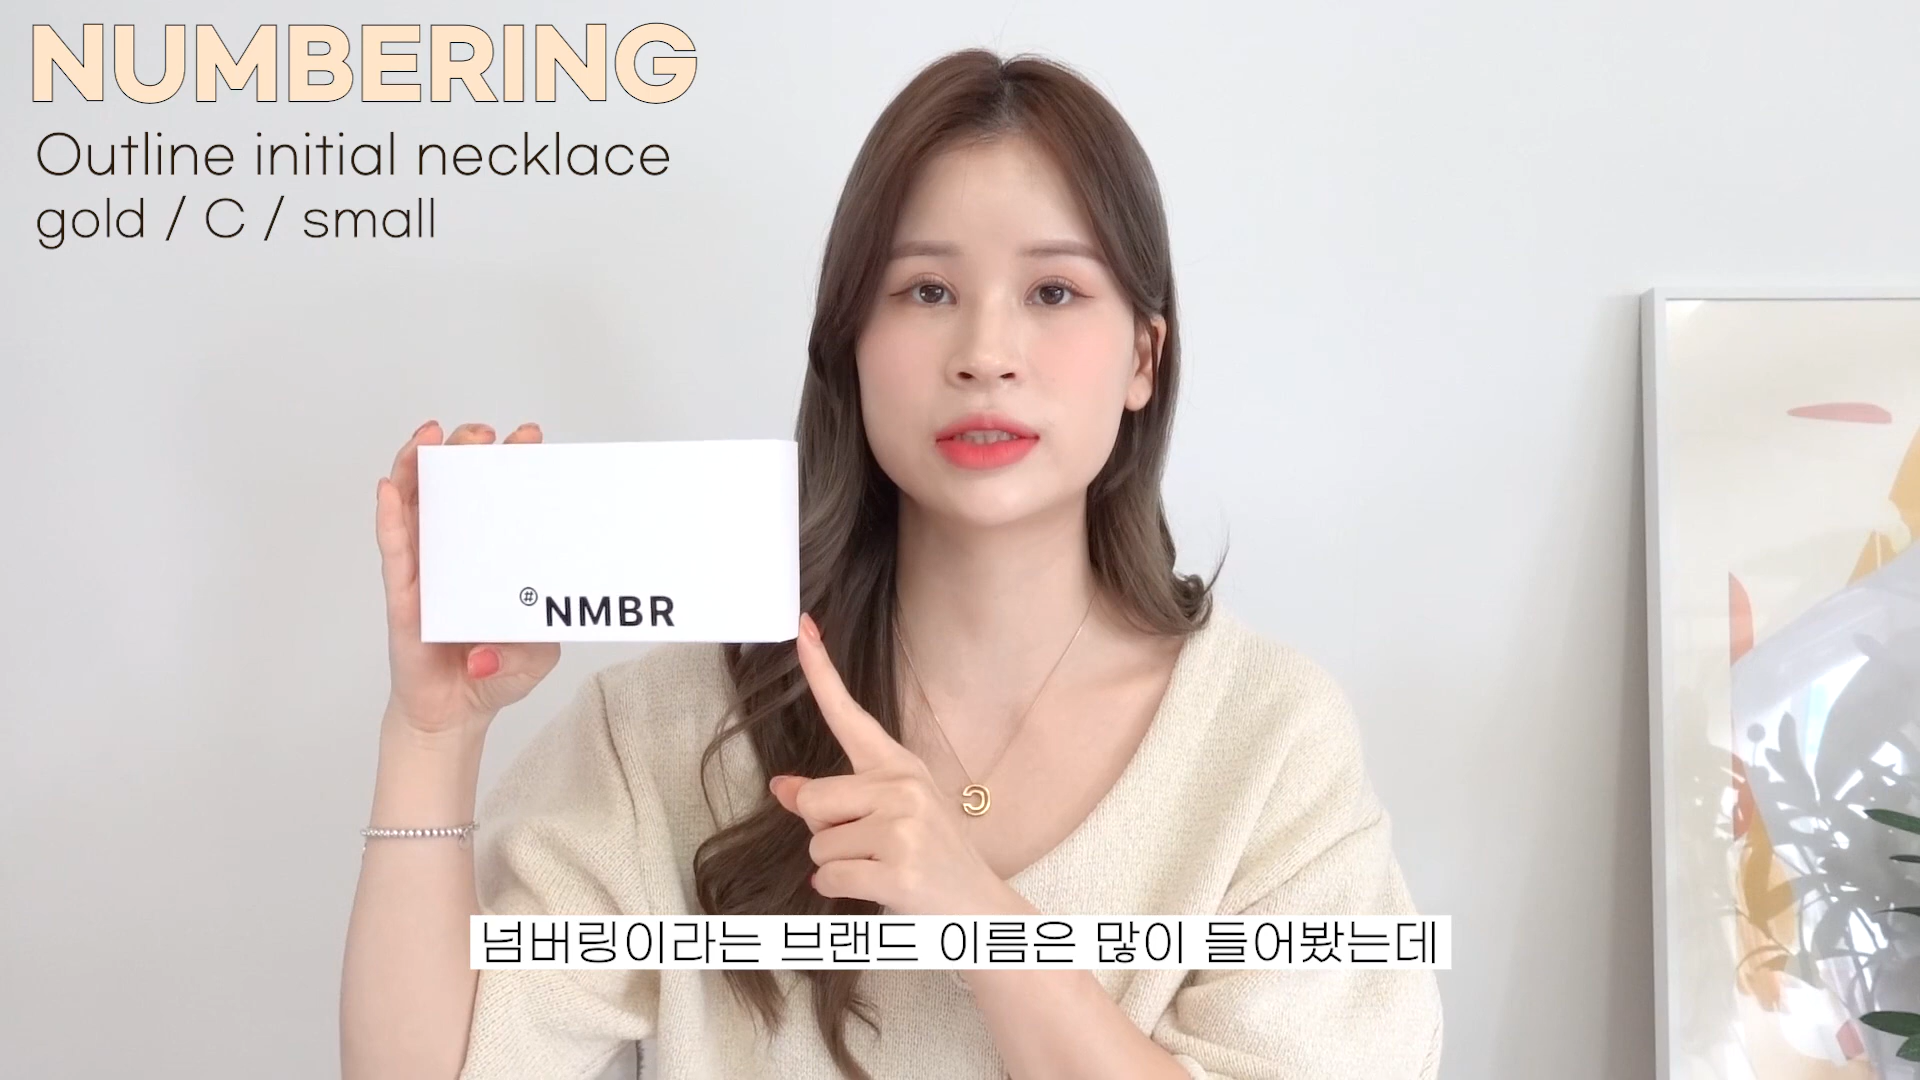 NUMBERING
Outline initial necklace
gold / C / small
#NMBR
넘버링이라는 브랜드 이름은 많이 들어봤는데